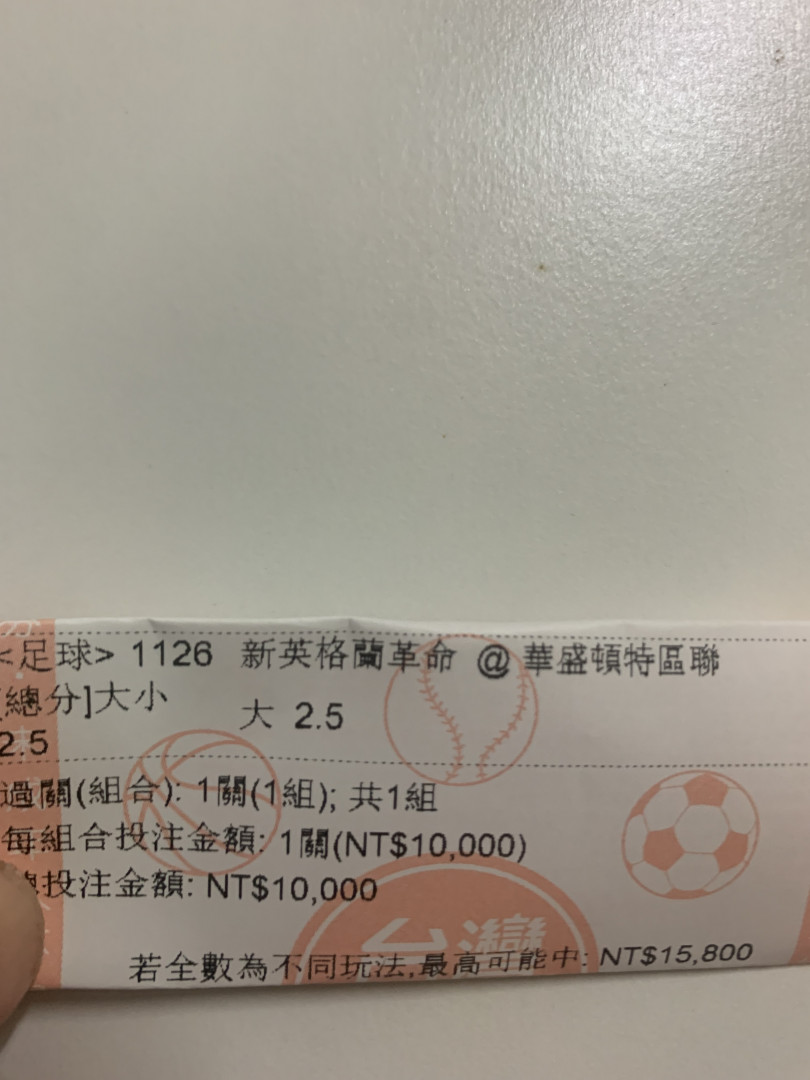 <足球> 1126 新英格蘭革命 @ 華盛頓特區聯
[總分]大小 大 2.5
2.5
過關(組合): 1關(1組); 共1組
每組合投注金額: 1關(NT$10,000)
總投注金額: NT$10,000
台灣
若全數為不同玩法,最高可能中: NT$15,800